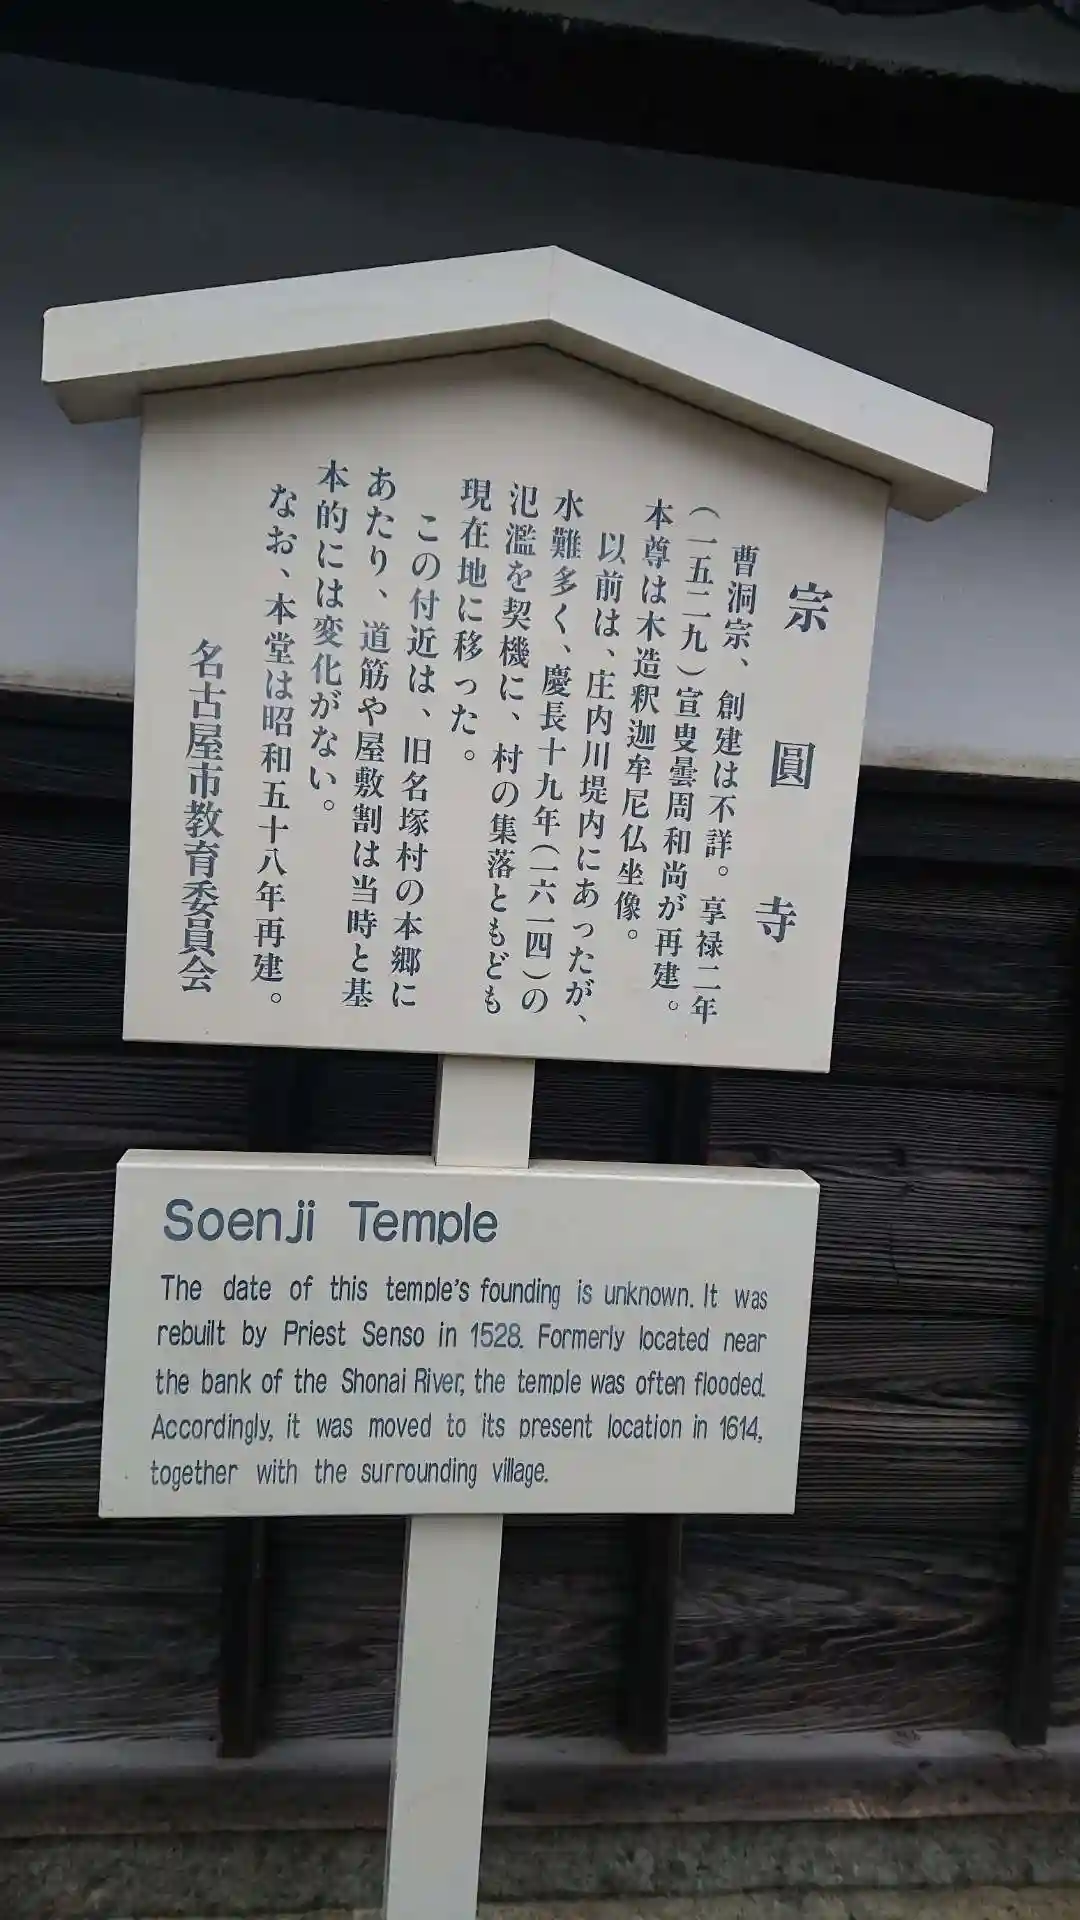 宗圓寺
曹洞宗、創建は不詳。享禄二年
(一五二九)宣叟曇周和尚が再建。
本尊は木造釈迦牟尼仏坐像。
以前は、庄内川堤内にあったが、
水難多く、慶長十九年(一六一四)の
氾濫を契機に、村の集落ともども
現在地に移った。
この付近は、旧名塚村の本郷に
あたり、道筋や屋敷割は当時と基
本的には変化がない。
なお、本堂は昭和五十八年再建。
名古屋市教育委員会
Soenji Temple
The date of this temple's founding is unknown. It was
rebuilt by Priest Senso in 1528. Formerly located near
the bank of the Shonai River, the temple was often flooded.
Accordingly, it was moved to its present location in 1614,
together with the surrounding village.